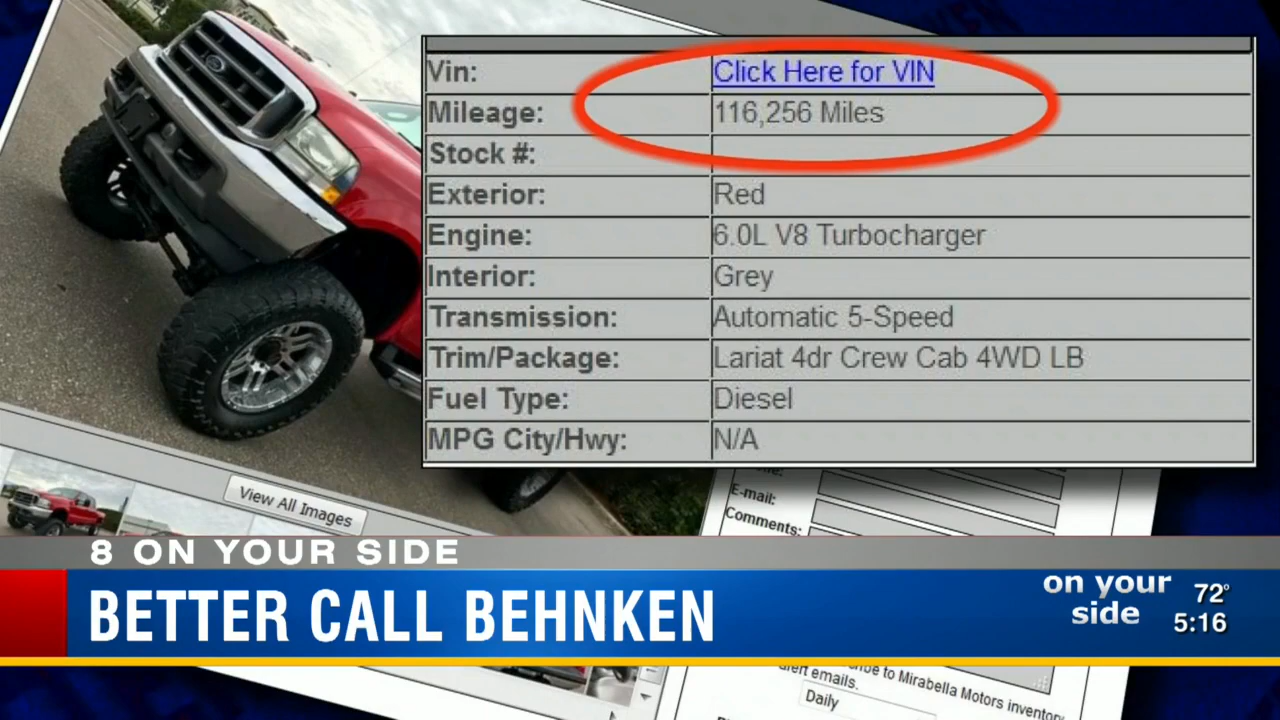 Ford
Vin: Click Here for VIN
Mileage: 116,256 Miles
Stock #:
Exterior: Red
Engine: 6.0L V8 Turbocharger
Interior: Grey
Transmission: Automatic 5-Speed
Trim/Package: Lariat 4dr Crew Cab 4WD LB
Fuel Type: Diesel
MPG City/Hwy: N/A
View All Images
E-mail:
Comments:
8 ON YOUR SIDE
BETTER CALL BEHNKEN
on your
side
72°
5:16
to Mirabella Motors inventory
alert emails.
Daily